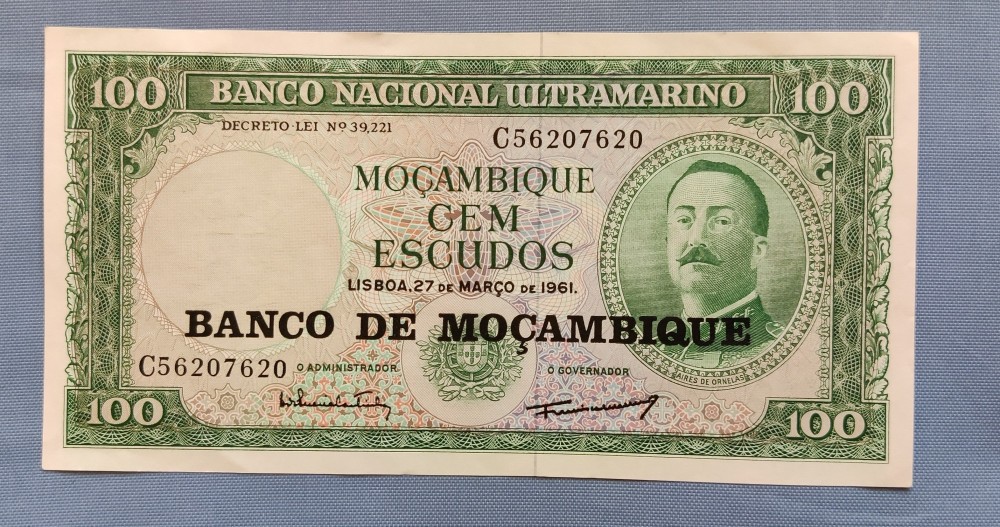 100 BANCO NACIONAL ULTRAMARINO 100
DECRETO-LEI Nº 39,221
C56207620
MOÇAMBIQUE
CEM
ESCUDOS
LISBOA, 27 DE MARÇO DE 1961.
BANCO DE MOÇAMBIQUE
C56207620
O ADMINISTRADOR
O GOVERNADOR
AIRES DE ORNELAS
100 100